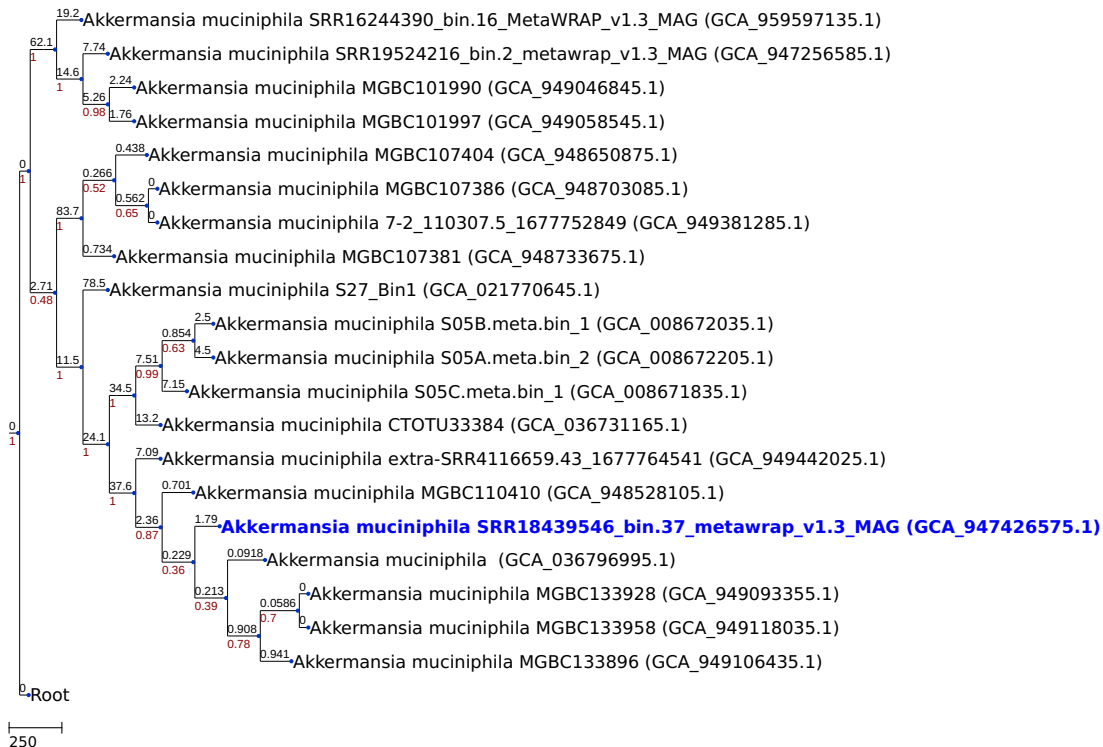 19.2 Akkermansia muciniphila SRR16244390_bin.16_MetaWRAP_v1.3_MAG (GCA_959597135.1)
62.1
1
7.74 Akkermansia muciniphila SRR19524216_bin.2_metawrap_v1.3_MAG (GCA_947256585.1)
14.6
1
2.24 Akkermansia muciniphila MGBC101990 (GCA_949046845.1)
5.26
0.98
1.76 Akkermansia muciniphila MGBC101997 (GCA_949058545.1)
0.438 Akkermansia muciniphila MGBC107404 (GCA_948650875.1)
0
1
0.266
0.52
0 Akkermansia muciniphila MGBC107386 (GCA_948703085.1)
0.562
0.65
83.7
1
0 Akkermansia muciniphila 7-2_110307.5_1677752849 (GCA_949381285.1)
0.734 Akkermansia muciniphila MGBC107381 (GCA_948733675.1)
2.71
0.48
78.5 Akkermansia muciniphila S27_Bin1 (GCA_021770645.1)
2.5 Akkermansia muciniphila S05B.meta.bin_1 (GCA_008672035.1)
0.854
0.63
4.5 Akkermansia muciniphila S05A.meta.bin_2 (GCA_008672205.1)
11.5
1
7.51
0.99
7.15 Akkermansia muciniphila S05C.meta.bin_1 (GCA_008671835.1)
34.5
1
13.2 Akkermansia muciniphila CTOTU33384 (GCA_036731165.1)
0
1
24.1
1
7.09 Akkermansia muciniphila extra-SRR4116659.43_1677764541 (GCA_949442025.1)
37.6
1
0.701 Akkermansia muciniphila MGBC110410 (GCA_948528105.1)
2.36
0.87
1.79 Akkermansia muciniphila SRR18439546_bin.37_metawrap_v1.3_MAG (GCA_947426575.1)
0.229
0.36
0.0918 Akkermansia muciniphila (GCA_036796995.1)
0.213
0.39
0 Akkermansia muciniphila MGBC133928 (GCA_949093355.1)
0.0586
0.7
0 Akkermansia muciniphila MGBC133958 (GCA_949118035.1)
0.908
0.78
0.941 Akkermansia muciniphila MGBC133896 (GCA_949106435.1)
0 Root
250